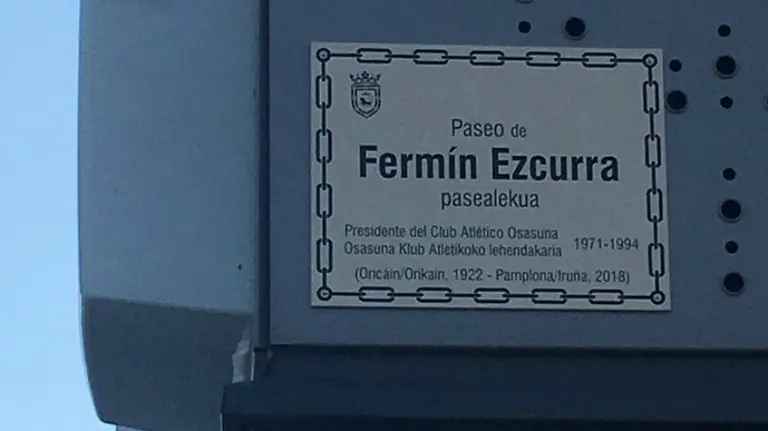 Paseo de
Fermín Ezcurra
pasealekua
Presidente del Club Atlético Osasuna
Osasuna Klub Atletikoko lehendakaria 1971-1994
(Oricáin/Orikain, 1922 - Pamplona/Iruña, 2018)